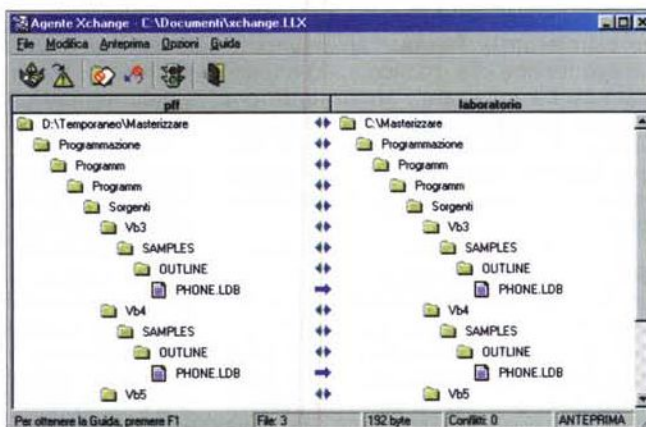 Agente Xchange - C:\Documenti\xchange.LLX
File Modifica Anteprima Opzioni Guida
pff laboratorio
D:\Temporaneo\Masterizzare C:\Masterizzare
Programmazione Programmazione
Programm Programm
Programm Programm
Sorgenti Sorgenti
Vb3 Vb3
SAMPLES SAMPLES
OUTLINE OUTLINE
PHONE.LDB PHONE.LDB
Vb4 Vb4
SAMPLES SAMPLES
OUTLINE OUTLINE
PHONE.LDB PHONE.LDB
Vb5 Vb5
Per ottenere la Guida, premere F1 File: 3 192 byte Conflitti: 0 ANTEPRIMA